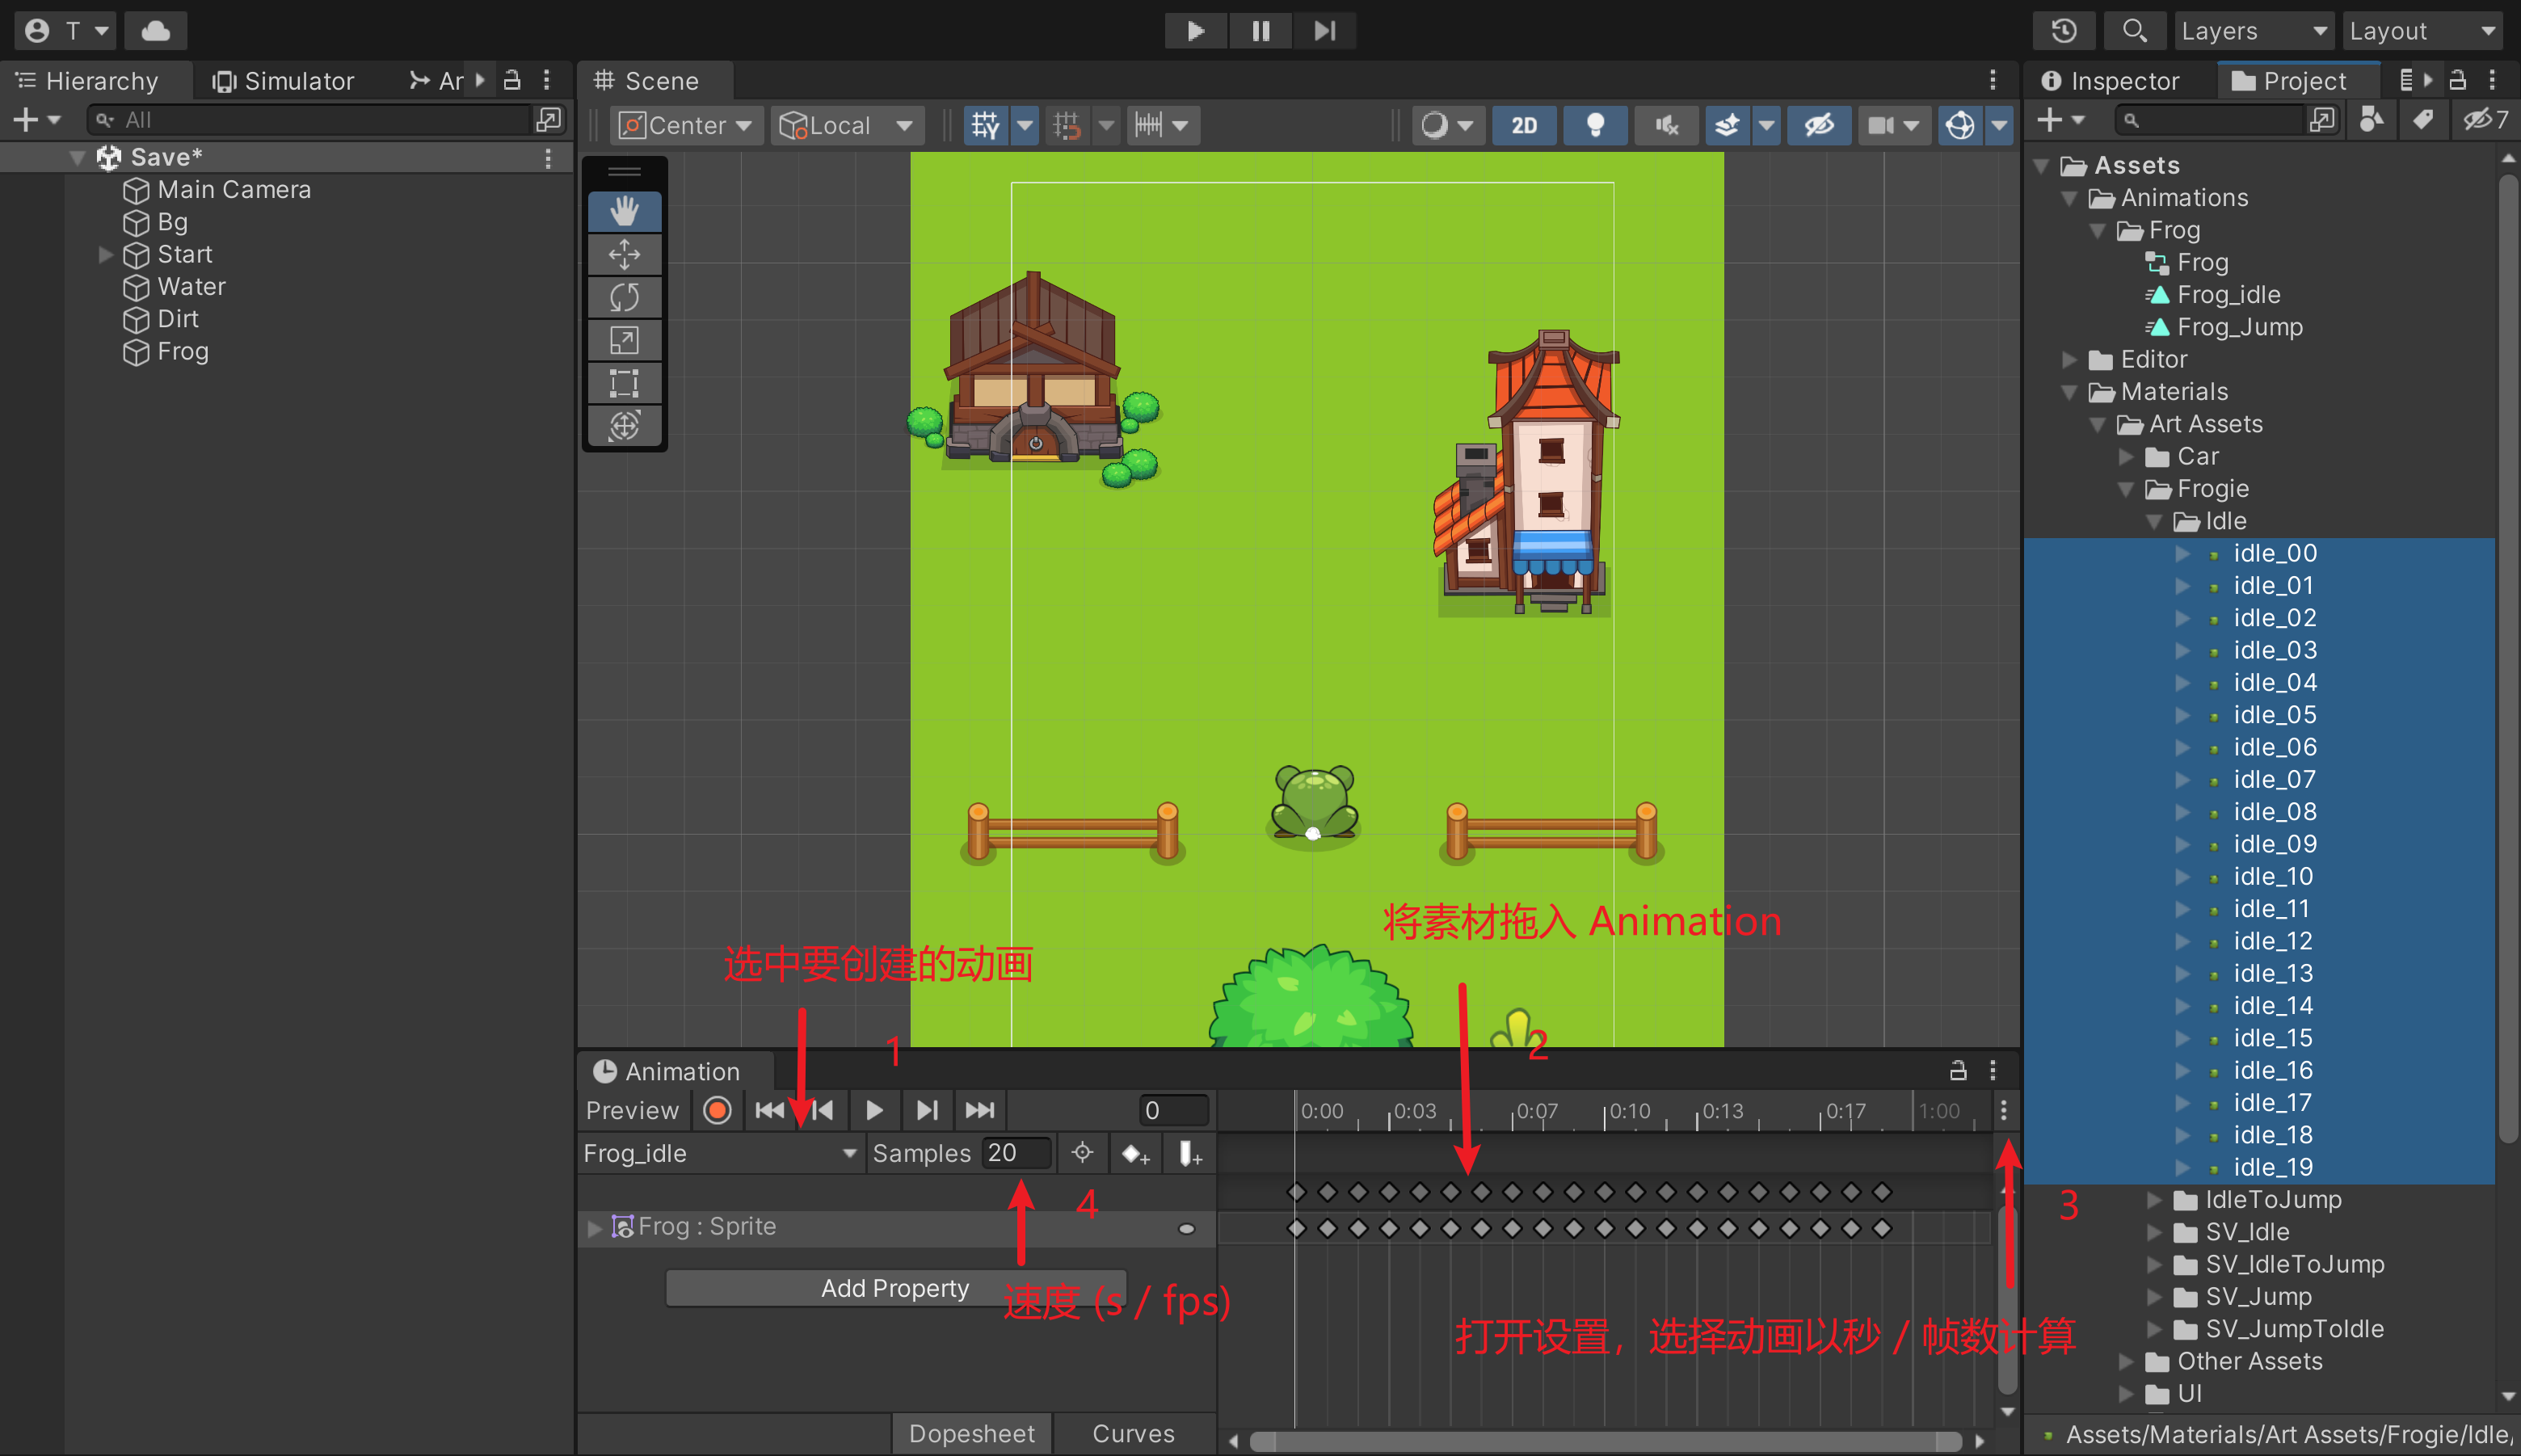 T
Layers
Layout
Hierarchy
Simulator
Ar
Scene
Inspector
Project
All
Center
Local
2D
7
Save*
Main Camera
Bg
Start
Water
Dirt
Frog
Assets
Animations
Frog
Frog
Frog_idle
Frog_Jump
Editor
Materials
Art Assets
Car
Frogie
Idle
idle_00
idle_01
idle_02
idle_03
idle_04
idle_05
idle_06
idle_07
idle_08
idle_09
idle_10
idle_11
idle_12
idle_13
idle_14
idle_15
idle_16
idle_17
idle_18
idle_19
IdleToJump
SV_Idle
SV_IdleToJump
SV_Jump
SV_JumpToIdle
Other Assets
UI
Assets/Materials/Art Assets/Frogie/Idle/
将素材拖入 Animation
选中要创建的动画
1
2
Animation
Preview
0
0:00
0:03
0:07
0:10
0:13
0:17
1:00
Frog_idle
Samples
20
4
3
Frog : Sprite
Add Property
速度 (s / fps)
打开设置，选择动画以秒 / 帧数计算
Dopesheet
Curves